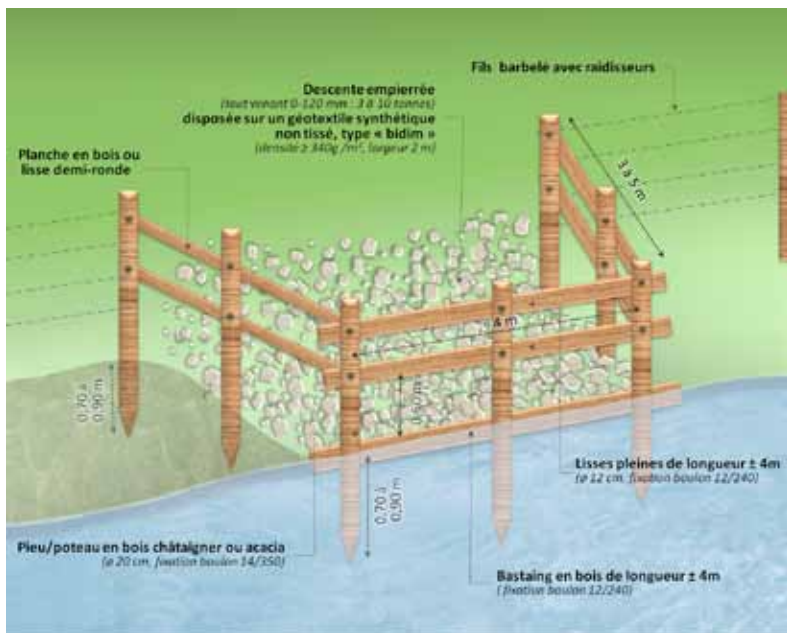 Fils barbelé avec raidisseurs
Descente empierrée
(tout venant 0-120 mm : 3 à 10 tonnes)
disposée sur un géotextile synthétique
non tissé, type « bidim »
(densité ≥ 340g /m², largeur 2 m)
Planche en bois ou
lisse demi-ronde
3 à 5 m
4 m
0,70 à
0,90 m
0,70 à
0,90 m
Lisses pleines de longueur ± 4m
(ø 12 cm, fixation boulon 12/240)
Pieu/poteau en bois châtaigner ou acacia
(ø 20 cm, fixation boulon 14/350)
Bastaing en bois de longueur ± 4m
(fixation boulon 12/240)